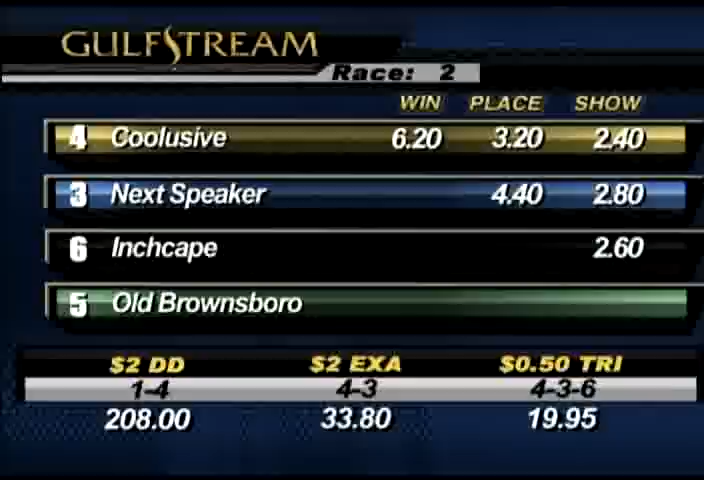 GULFSTREAM
Race: 2
WIN PLACE SHOW
4 Coolusive 6.20 3.20 2.40
3 Next Speaker 4.40 2.80
6 Inchcape 2.60
5 Old Brownsboro
$2 DD $2 EXA $0.50 TRI
1-4 4-3 4-3-6
208.00 33.80 19.95